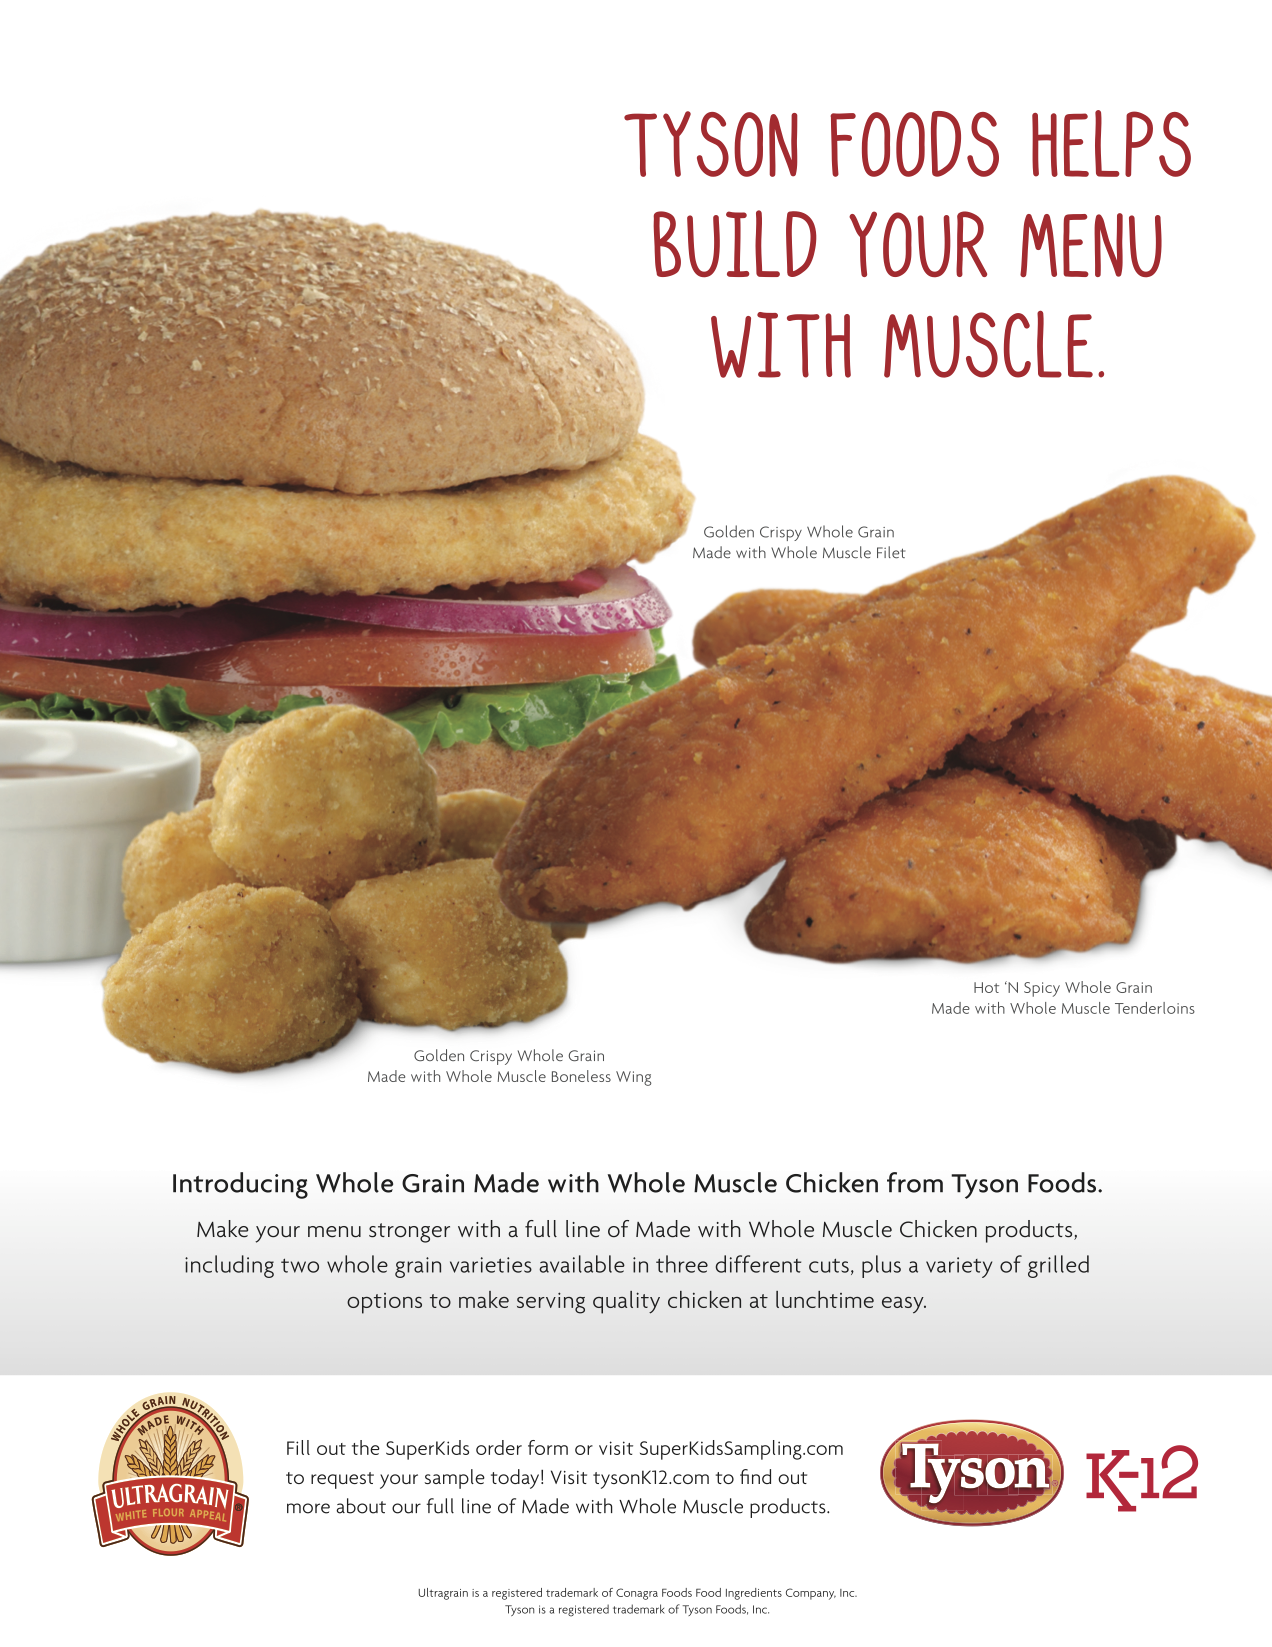 TYSON FOODS HELPS
BUILD YOUR MENU
WITH MUSCLE.
Golden Crispy Whole Grain
Made with Whole Muscle Filet
Hot ‘N Spicy Whole Grain
Made with Whole Muscle Tenderloins
Golden Crispy Whole Grain
Made with Whole Muscle Boneless Wing
Introducing Whole Grain Made with Whole Muscle Chicken from Tyson Foods.
Make your menu stronger with a full line of Made with Whole Muscle Chicken products,
including two whole grain varieties available in three different cuts, plus a variety of grilled
options to make serving quality chicken at lunchtime easy.
WHOLE GRAIN NUTRITION
MADE WITH
ULTRAGRAIN®
WHITE FLOUR APPEAL
Fill out the SuperKids order form or visit SuperKidsSampling.com
to request your sample today! Visit tysonK12.com to find out
more about our full line of Made with Whole Muscle products.
Tyson®
K-12
Ultragrain is a registered trademark of Conagra Foods Food Ingredients Company, Inc.
Tyson is a registered trademark of Tyson Foods, Inc.